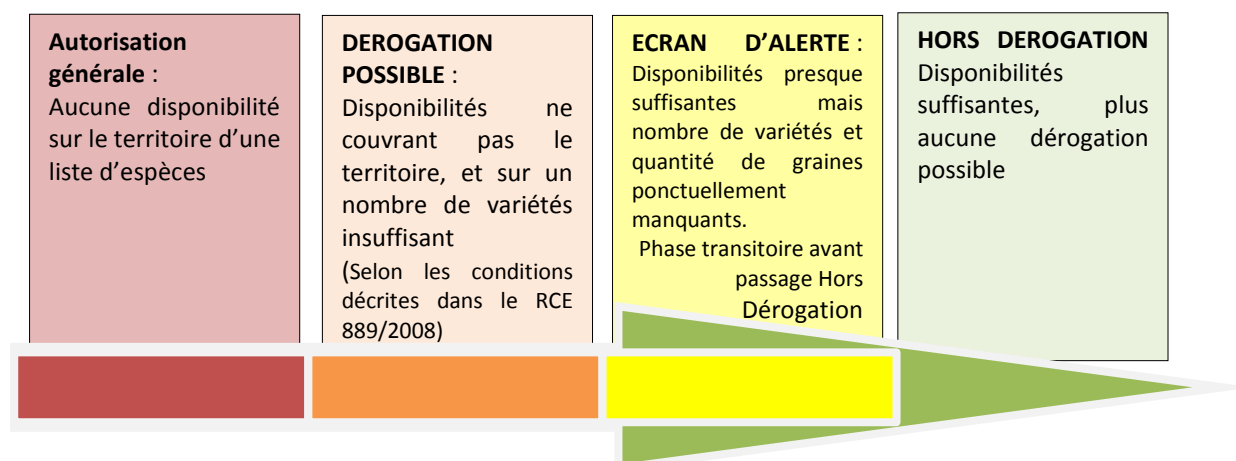 Autorisation
générale :
Aucune disponibilité
sur le territoire d'une
liste d'espèces
DEROGATION
POSSIBLE :
Disponibilités ne
couvrant pas le
territoire, et sur un
nombre de variétés
insuffisant
(Selon les conditions
décrites dans le RCE
889/2008)
ECRAN D'ALERTE :
Disponibilités presque
suffisantes mais
nombre de variétés et
quantité de graines
ponctuellement
manquants.
Phase transitoire avant
passage Hors
Dérogation
HORS DEROGATION
Disponibilités
suffisantes, plus
aucune dérogation
possible